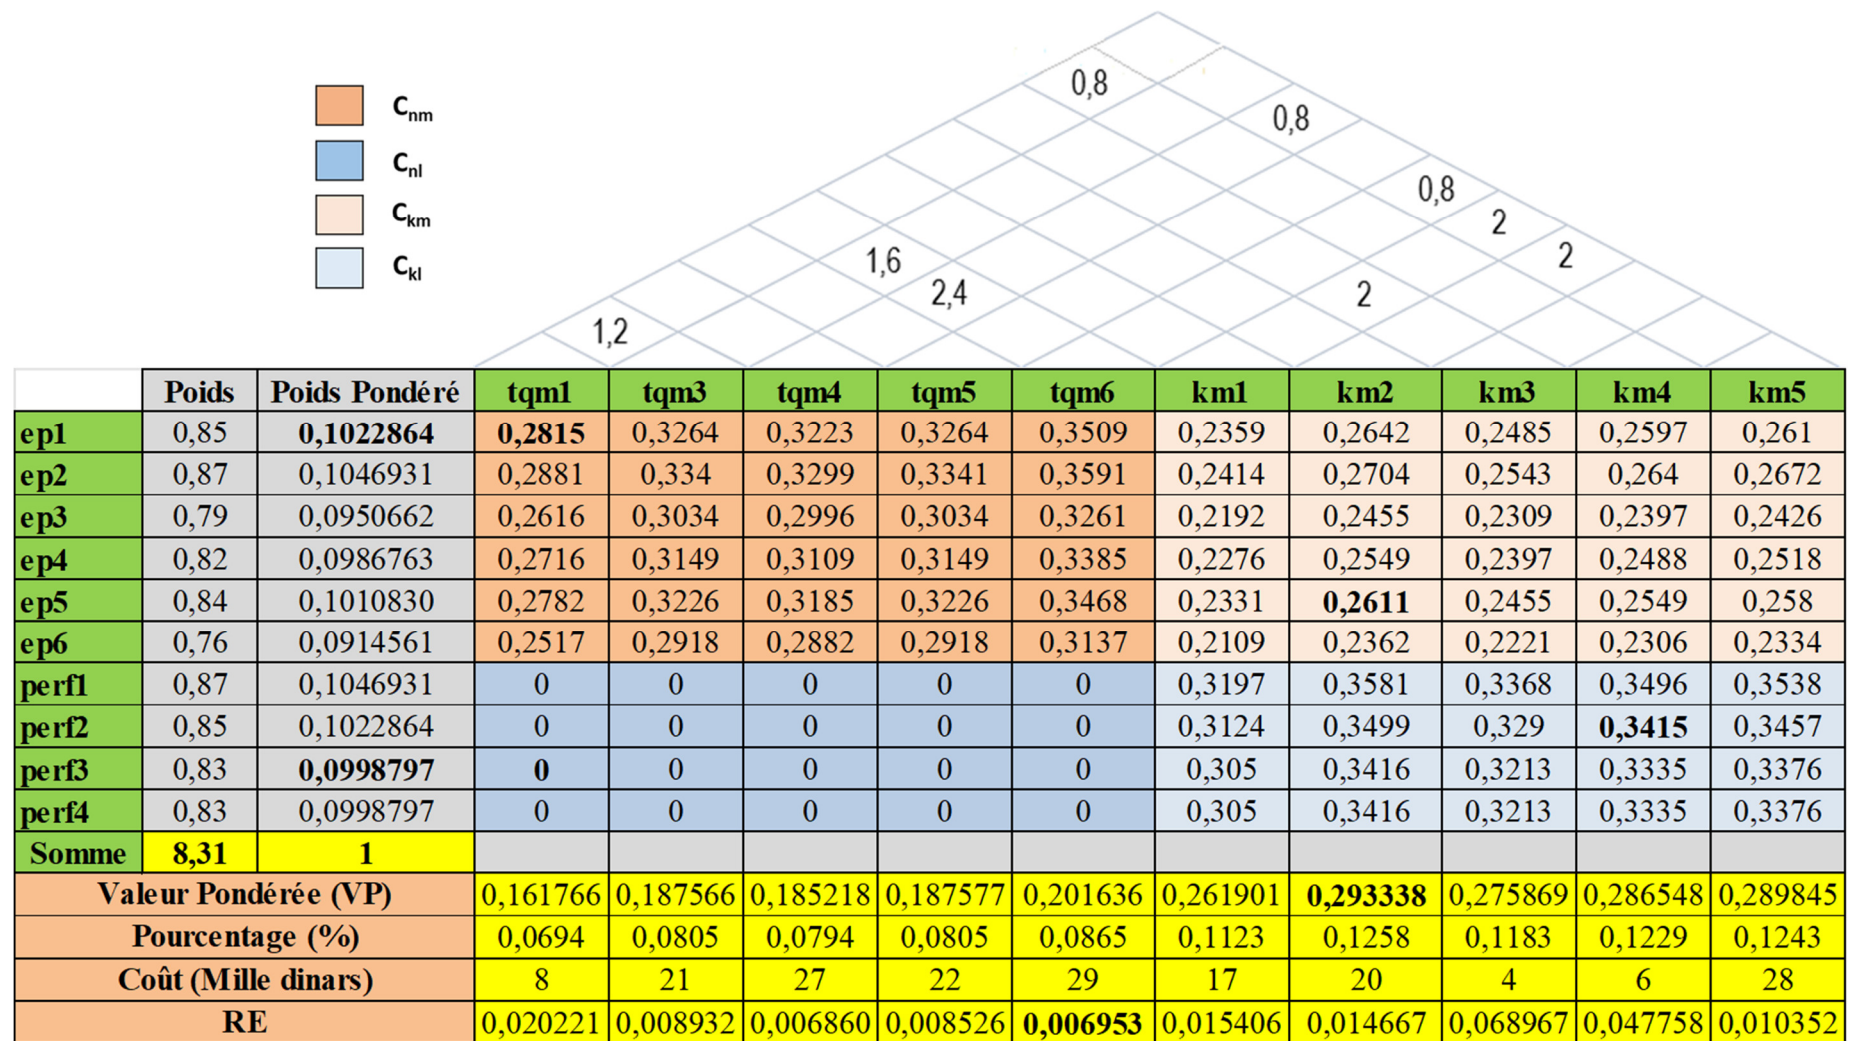 0,8
C_nm
0,8
C_nl
0,8
C_km
2
2
C_kl
1,6
2,4
2
1,2
Poids Poids Pondéré tqm1 tqm3 tqm4 tqm5 tqm6 km1 km2 km3 km4 km5
ep1 0,85 0,1022864 0,2815 0,3264 0,3223 0,3264 0,3509 0,2359 0,2642 0,2485 0,2597 0,261
ep2 0,87 0,1046931 0,2881 0,334 0,3299 0,3341 0,3591 0,2414 0,2704 0,2543 0,264 0,2672
ep3 0,79 0,0950662 0,2616 0,3034 0,2996 0,3034 0,3261 0,2192 0,2455 0,2309 0,2397 0,2426
ep4 0,82 0,0986763 0,2716 0,3149 0,3109 0,3149 0,3385 0,2276 0,2549 0,2397 0,2488 0,2518
ep5 0,84 0,1010830 0,2782 0,3226 0,3185 0,3226 0,3468 0,2331 0,2611 0,2455 0,2549 0,258
ep6 0,76 0,0914561 0,2517 0,2918 0,2882 0,2918 0,3137 0,2109 0,2362 0,2221 0,2306 0,2334
perf1 0,87 0,1046931 0 0 0 0 0 0,3197 0,3581 0,3368 0,3496 0,3538
perf2 0,85 0,1022864 0 0 0 0 0 0,3124 0,3499 0,329 0,3415 0,3457
perf3 0,83 0,0998797 0 0 0 0 0 0,305 0,3416 0,3213 0,3335 0,3376
perf4 0,83 0,0998797 0 0 0 0 0 0,305 0,3416 0,3213 0,3335 0,3376
Somme 8,31 1
Valeur Pondérée (VP) 0,161766 0,187566 0,185218 0,187577 0,201636 0,261901 0,293338 0,275869 0,286548 0,289845
Pourcentage (%) 0,0694 0,0805 0,0794 0,0805 0,0865 0,1123 0,1258 0,1183 0,1229 0,1243
Coût (Mille dinars) 8 21 27 22 29 17 20 4 6 28
RE 0,020221 0,008932 0,006860 0,008526 0,006953 0,015406 0,014667 0,068967 0,047758 0,010352